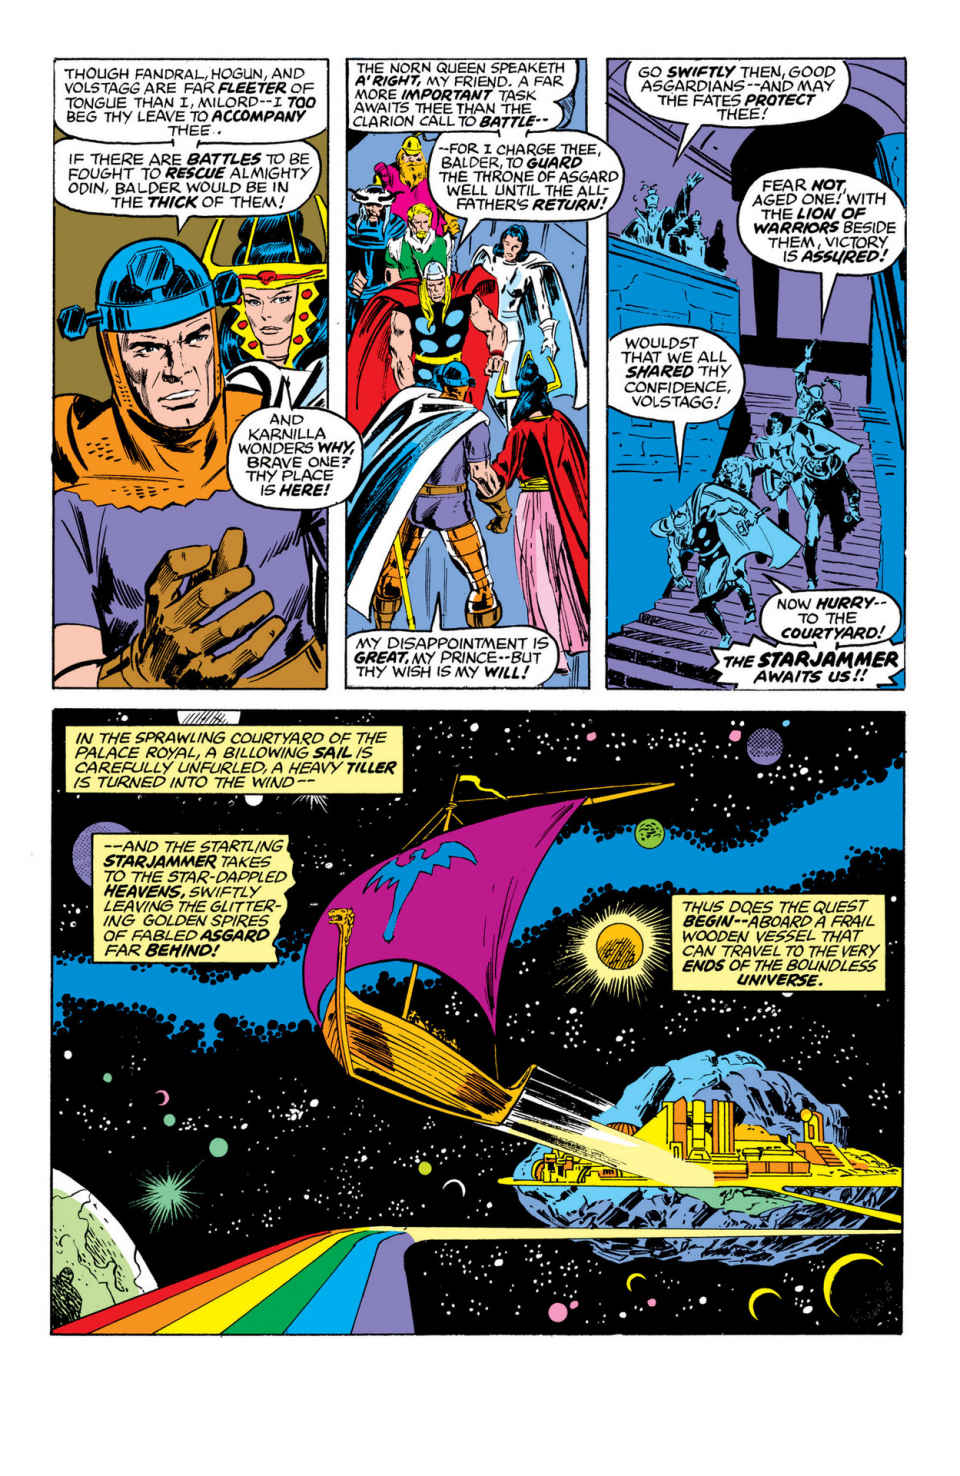 THOUGH FANDRAL, HOGUN, AND
VOLSTAGG ARE FAR FLEETER OF
TONGUE THAN I, MILORD--I TOO
BEG THY LEAVE TO ACCOMPANY
THEE.
IF THERE ARE BATTLES TO BE
FOUGHT TO RESCUE ALMIGHTY
ODIN, BALDER WOULD BE IN
THE THICK OF THEM!
AND
KARNILLA
WONDERS WHY,
BRAVE ONE?
THY PLACE
IS HERE!
THE NORN QUEEN SPEAKETH
A'RIGHT, MY FRIEND. A FAR
MORE IMPORTANT TASK
AWAITS THEE THAN THE
CLARION CALL TO BATTLE--
--FOR I CHARGE THEE,
BALDER, TO GUARD
THE THRONE OF ASGARD
WELL UNTIL THE ALL-
FATHER'S RETURN!
MY DISAPPOINTMENT IS
GREAT, MY PRINCE--BUT
THY WISH IS MY WILL!
GO SWIFTLY THEN, GOOD
ASGARDIANS--AND MAY
THE FATES PROTECT
THEE!
FEAR NOT,
AGED ONE! WITH
THE LION OF
WARRIORS BESIDE
THEM, VICTORY
IS ASSURED!
WOULDST
THAT WE ALL
SHARED THY
CONFIDENCE,
VOLSTAGG!
NOW HURRY--
TO THE
COURTYARD!
THE STARJAMMER
AWAITS US!!
IN THE SPRAWLING COURTYARD OF THE
PALACE ROYAL, A BILLOWING SAIL IS
CAREFULLY UNFURLED, A HEAVY TILLER
IS TURNED INTO THE WIND--
--AND THE STARTLING
STARJAMMER TAKES
TO THE STAR-DAPPLED
HEAVENS, SWIFTLY
LEAVING THE GLITTER-
ING GOLDEN SPIRES
OF FABLED ASGARD
FAR BEHIND!
THUS DOES THE QUEST
BEGIN--ABOARD A FRAIL
WOODEN VESSEL THAT
CAN TRAVEL TO THE VERY
ENDS OF THE BOUNDLESS
UNIVERSE.